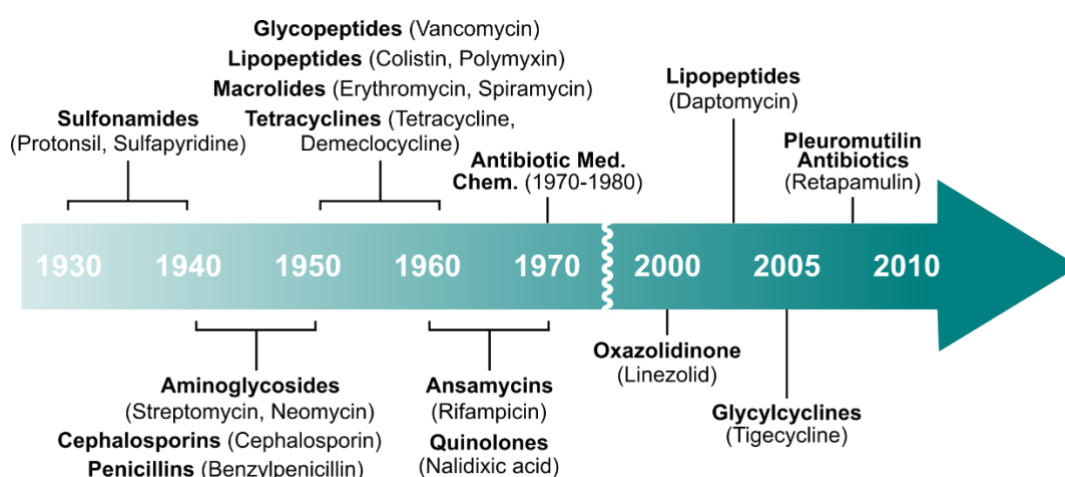 Glycopeptides (Vancomycin)
Lipopeptides (Colistin, Polymyxin)
Macrolides (Erythromycin, Spiramycin)
Tetracyclines (Tetracycline,
Demeclocycline)
Sulfonamides
(Protonsil, Sulfapyridine)
Antibiotic Med.
Chem. (1970-1980)
Lipopeptides
(Daptomycin)
Pleuromutilin
Antibiotics
(Retapamulin)
1930 1940 1950 1960 1970 2000 2005 2010
Aminoglycosides
(Streptomycin, Neomycin)
Cephalosporins (Cephalosporin)
Penicillins (Benzylpenicillin)
Ansamycins
(Rifampicin)
Quinolones
(Nalidixic acid)
Oxazolidinone
(Linezolid)
Glycylcyclines
(Tigecycline)